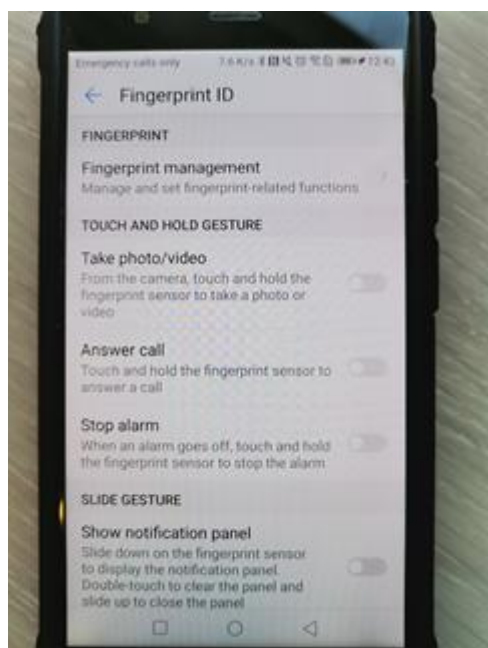 Emergency calls only 7.6 K/s 12:43
Fingerprint ID
FINGERPRINT
Fingerprint management
Manage and set fingerprint-related functions
TOUCH AND HOLD GESTURE
Take photo/video
From the camera, touch and hold the
fingerprint sensor to take a photo or
video
Answer call
Touch and hold the fingerprint sensor to
answer a call
Stop alarm
When an alarm goes off, touch and hold
the fingerprint sensor to stop the alarm
SLIDE GESTURE
Show notification panel
Slide down on the fingerprint sensor
to display the notification panel.
Double-touch to clear the panel and
slide up to close the panel